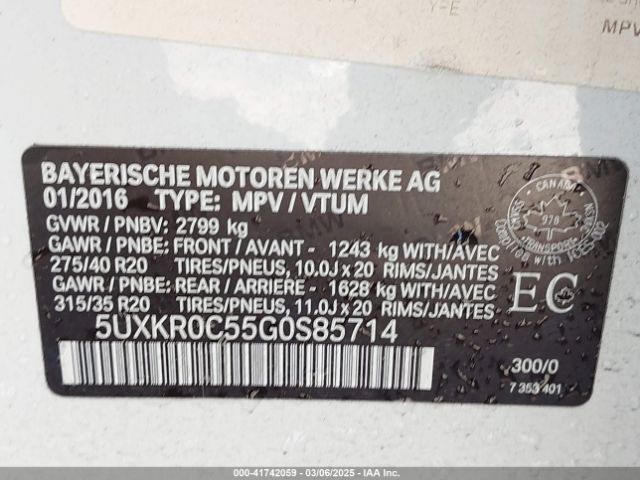 Y-E
MPV
BAYERISCHE MOTOREN WERKE AG
01/2016 TYPE: MPV / VTUM
GVWR / PNBV: 2799 kg
GAWR / PNBE: FRONT / AVANT - 1243 kg WITH/AVEC
275/40 R20 TIRES/PNEUS, 10.0J x 20 RIMS/JANTES
GAWR / PNBE: REAR / ARRIERE - 1628 kg WITH/AVEC
315/35 R20 TIRES/PNEUS, 11.0J x 20 RIMS/JANTES
5UXKR0C55G0S85714
CANADA
978
TRANSPORT
EC
300/0
7 353 401
000-41742059 - 03/06/2025 - IAA Inc.